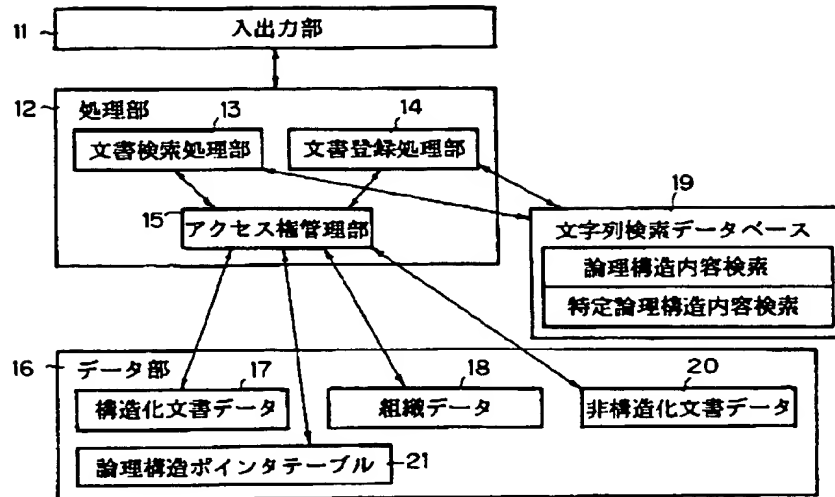 11
入出力部
12
処理部
13
14
文書検索処理部
文書登録処理部
15
アクセス権管理部
19
文字列検索データベース
論理構造内容検索
特定論理構造内容検索
16
データ部
17
18
20
構造化文書データ
組織データ
非構造化文書データ
論理構造ポインタテーブル
21